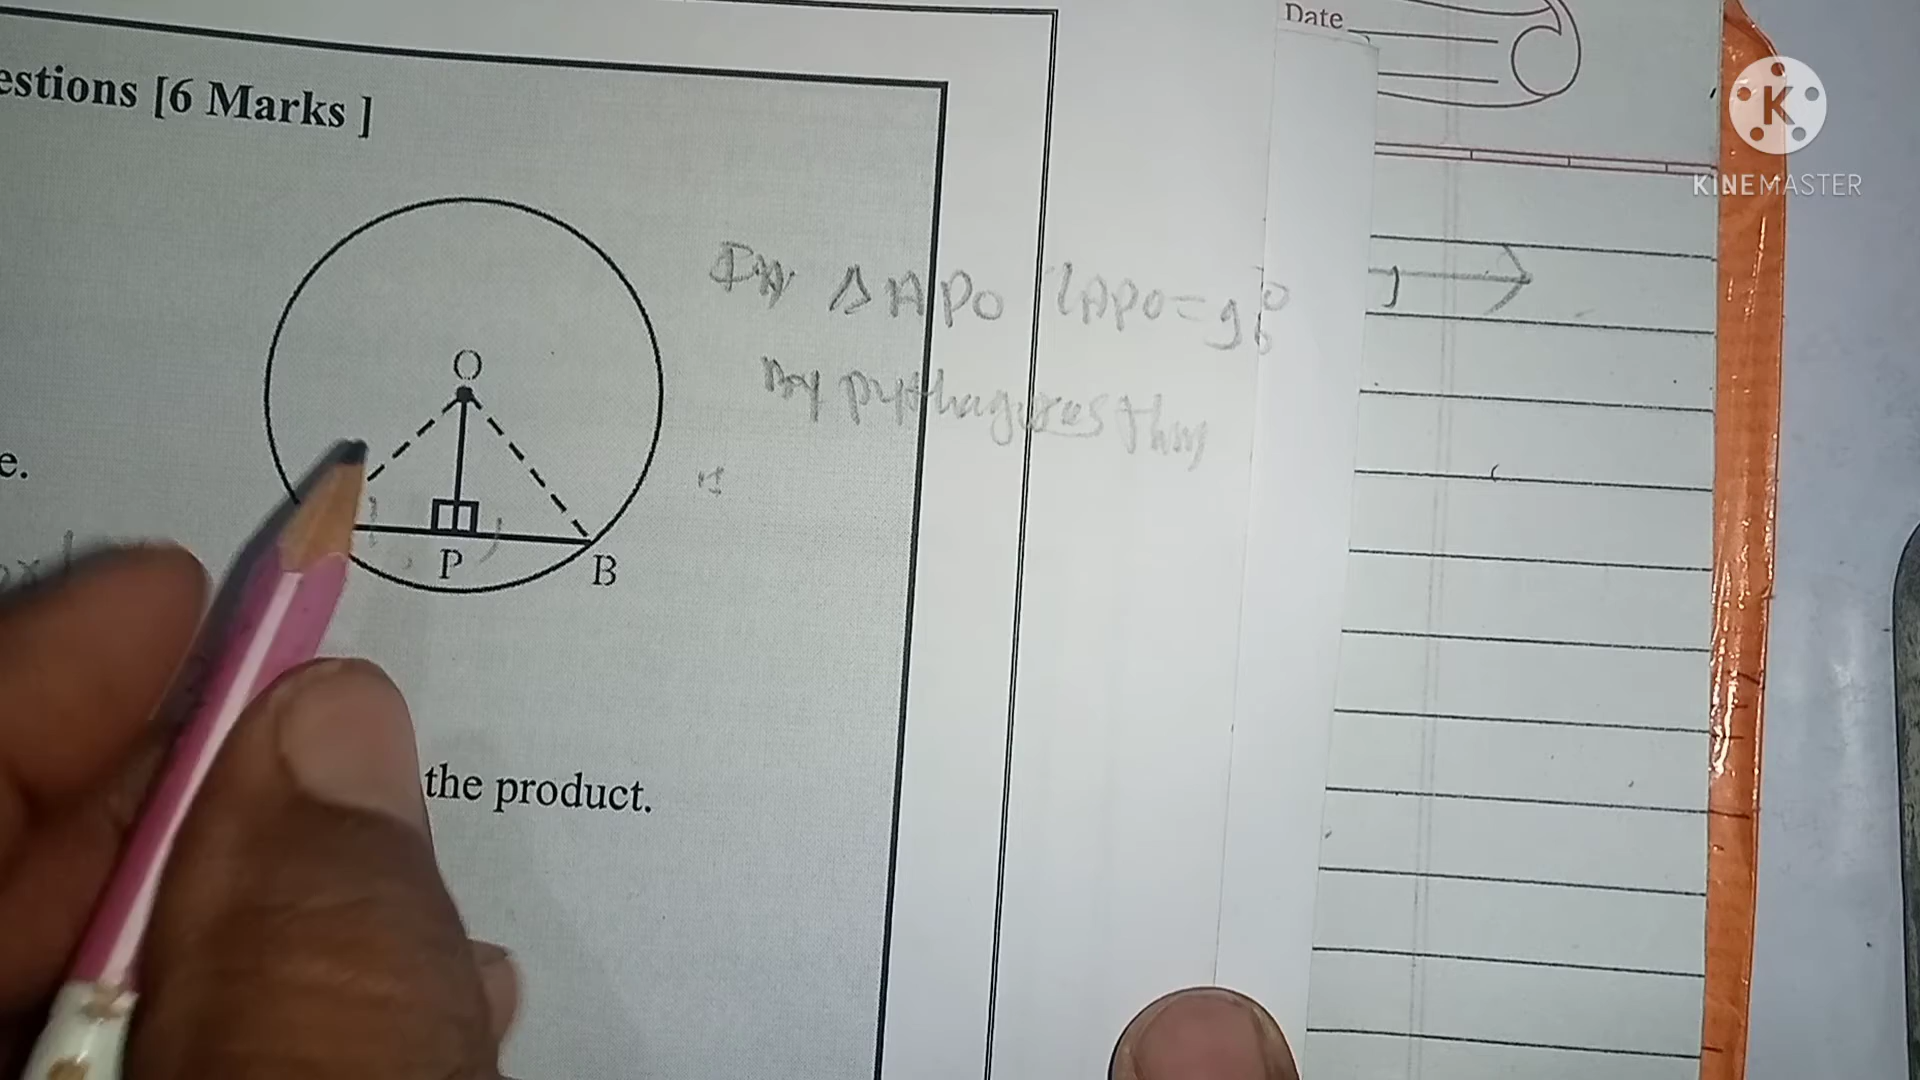 Date
estions [6 Marks ]
KINEMASTER
In ΔAPO ∠APO=90°
O
By pythagores thm
e.
P
B
the product.